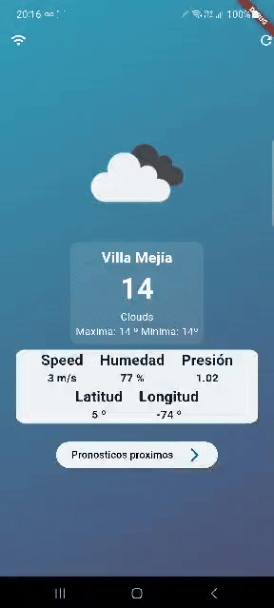 20:16
100%
DEBUG
Villa Mejía
14
Clouds
Maxima: 14 º Minima: 14º
Speed Humedad Presión
3 m/s 77 % 1.02
Latitud Longitud
5 º -74 º
Pronosticos proximos